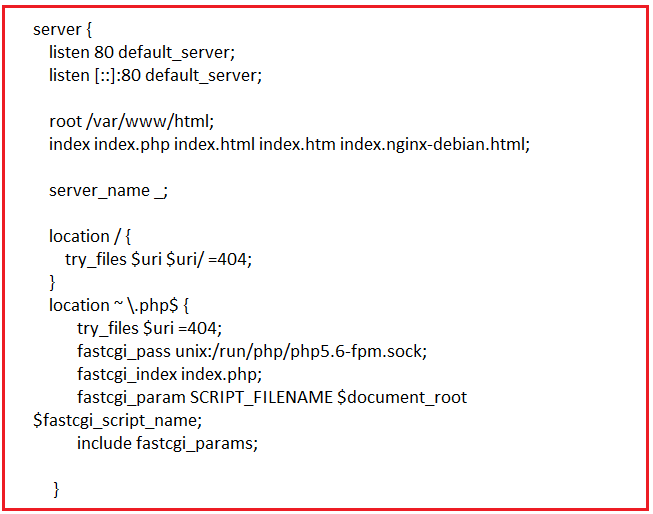 server {
listen 80 default_server;
listen [::]:80 default_server;
root /var/www/html;
index index.php index.html index.htm index.nginx-debian.html;
server_name _;
location / {
try_files $uri $uri/ =404;
}
location ~ \.php$ {
try_files $uri =404;
fastcgi_pass unix:/run/php/php5.6-fpm.sock;
fastcgi_index index.php;
fastcgi_param SCRIPT_FILENAME $document_root
$fastcgi_script_name;
include fastcgi_params;
}